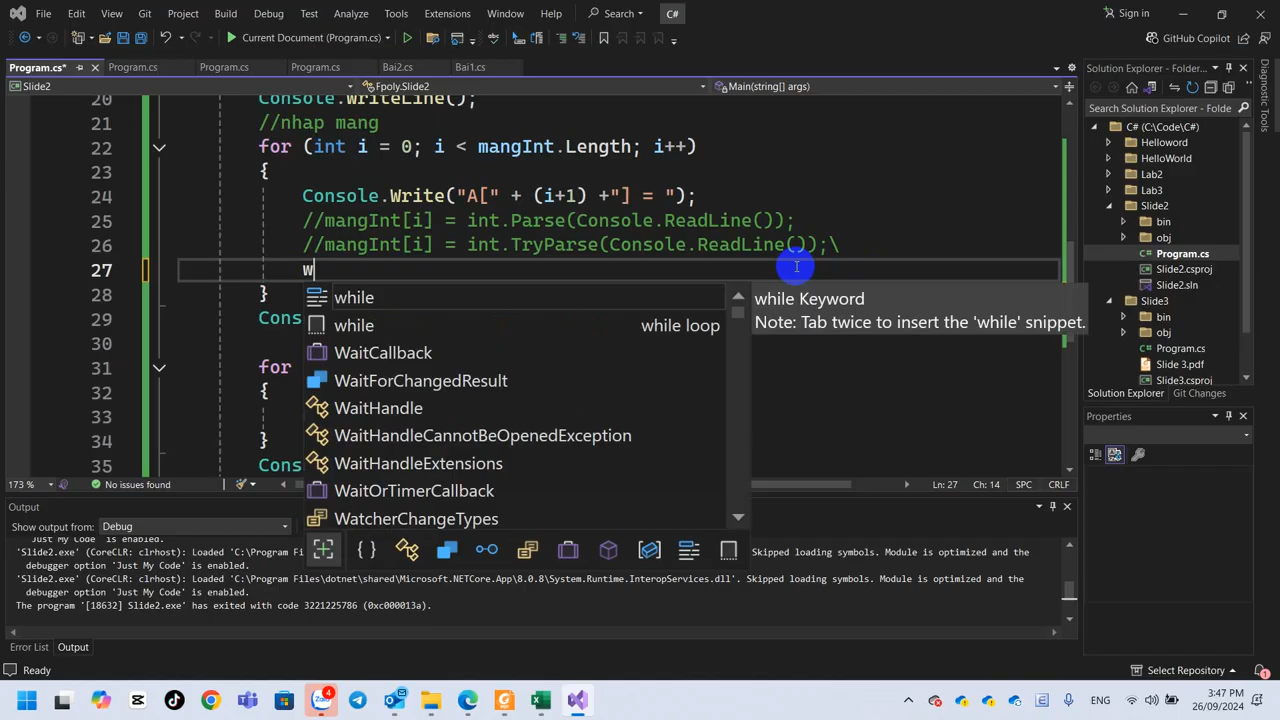 File Edit View Git Project Build Debug Test Analyze Tools Extensions Window Help Search C# Sign in
Current Document (Program.cs) GitHub Copilot
Program.cs* Program.cs Program.cs Program.cs Bai2.cs Bai1.cs
Slide2 Fpoly.Slide2 Main(string[] args)
20 Console.WriteLine();
21 //nhap mang
22 for (int i = 0; i < mangInt.Length; i++)
23 {
24 Console.Write("A[" + (i+1) +"] = ");
25 //mangInt[i] = int.Parse(Console.ReadLine());
26 //mangInt[i] = int.TryParse(Console.ReadLine());\
27 W
28 }
29 Cons
30
31 for
32 {
33
34 }
35 Cons
while
while while loop
WaitCallback
WaitForChangedResult
WaitHandle
WaitHandleCannotBeOpenedException
WaitHandleExtensions
WaitOrTimerCallback
WatcherChangeTypes
while Keyword
Note: Tab twice to insert the 'while' snippet.
173 % No issues found Ln: 27 Ch: 14 SPC CRLF
Output
Show output from: Debug
'Just My Code' is enabled.
'Slide2.exe' (CoreCLR: clrhost): Loaded 'C:\Program Fi Skipped loading symbols. Module is optimized and the
debugger option 'Just My Code' is enabled.
'Slide2.exe' (CoreCLR: clrhost): Loaded 'C:\Program Files\dotnet\shared\Microsoft.NETCore.App\8.0.8\System.Runtime.InteropServices.dll'. Skipped loading symbols. Module is optimized and the
debugger option 'Just My Code' is enabled.
The program '[18632] Slide2.exe' has exited with code 3221225786 (0xc000013a).
Error List Output
Ready Select Repository
Solution Explorer - Folder...
Search Solution Explorer - Folde
C# (C:\Code\C#)
Helloword
HelloWorld
Lab2
Lab3
Slide2
bin
obj
Program.cs
Slide2.csproj
Slide2.sln
Slide3
bin
obj
Program.cs
Slide 3.pdf
Slide3.csproj
Solution Explorer Git Changes
Properties
Diagnostic Tools
4
ENG
3:47 PM
26/09/2024
1